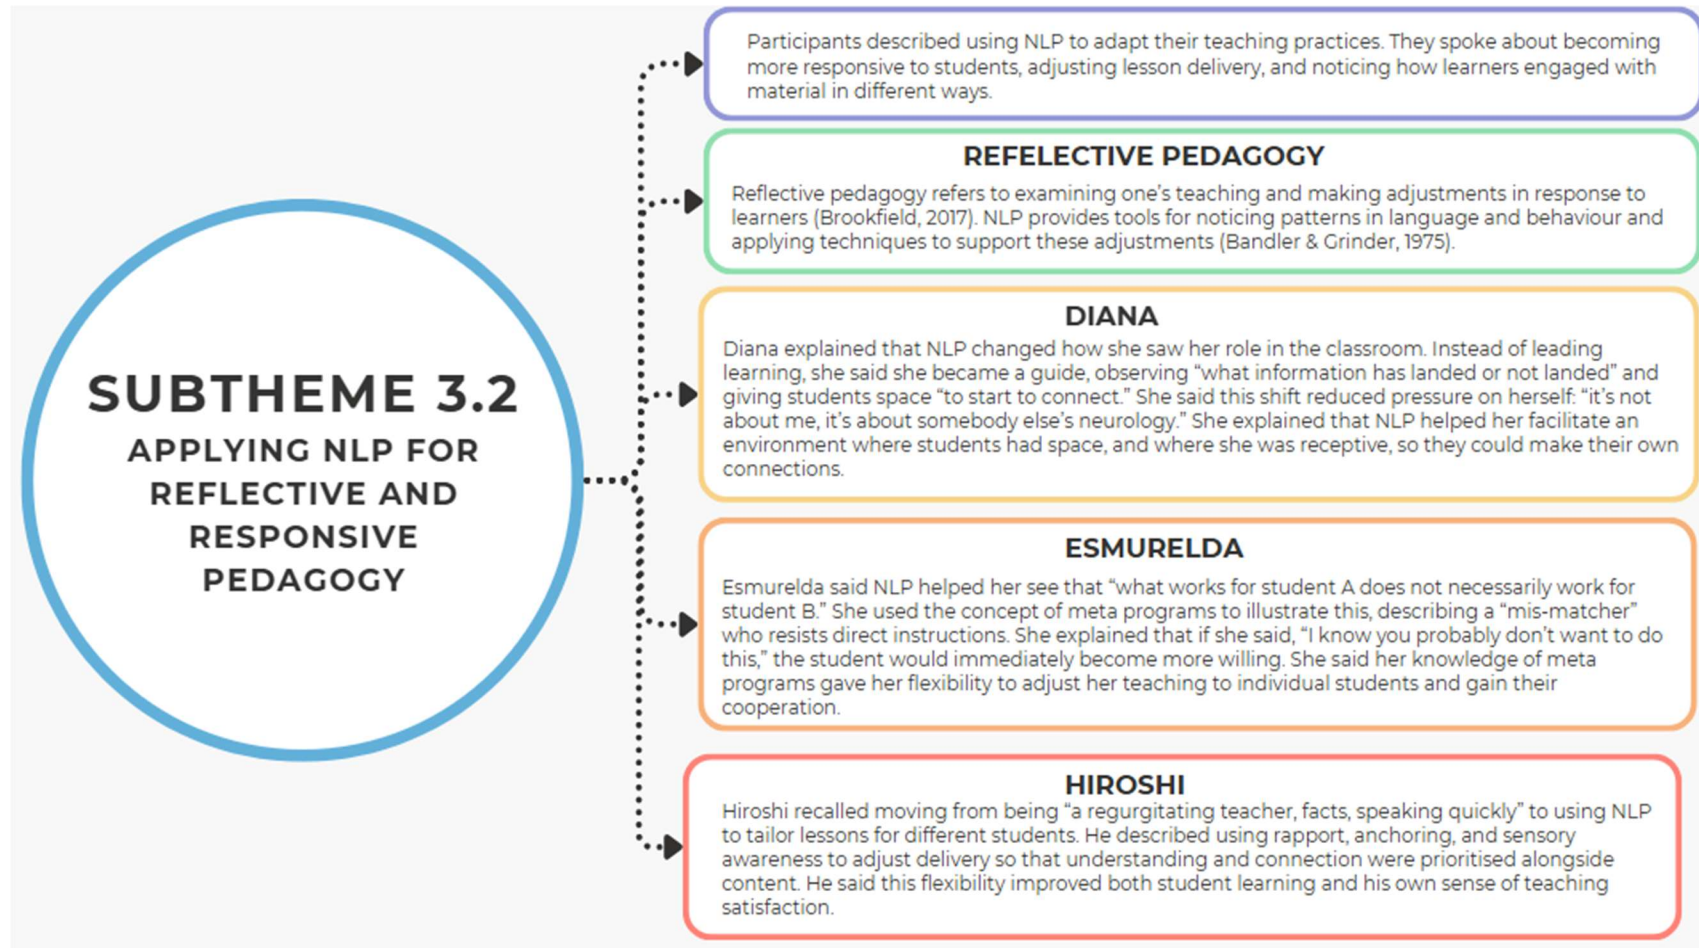 SUBTHEME 3.2
APPLYING NLP FOR
REFLECTIVE AND
RESPONSIVE
PEDAGOGY
Participants described using NLP to adapt their teaching practices. They spoke about becoming
more responsive to students, adjusting lesson delivery, and noticing how learners engaged with
material in different ways.
REFELECTIVE PEDAGOGY
Reflective pedagogy refers to examining one’s teaching and making adjustments in response to
learners (Brookfield, 2017). NLP provides tools for noticing patterns in language and behaviour and
applying techniques to support these adjustments (Bandler & Grinder, 1975).
DIANA
Diana explained that NLP changed how she saw her role in the classroom. Instead of leading
learning, she said she became a guide, observing “what information has landed or not landed” and
giving students space “to start to connect.” She said this shift reduced pressure on herself: “it’s not
about me, it’s about somebody else’s neurology.” She explained that NLP helped her facilitate an
environment where students had space, and where she was receptive, so they could make their own
connections.
ESMURELDA
Esmurelda said NLP helped her see that “what works for student A does not necessarily work for
student B.” She used the concept of meta programs to illustrate this, describing a “mis-matcher”
who resists direct instructions. She explained that if she said, “I know you probably don’t want to do
this,” the student would immediately become more willing. She said her knowledge of meta
programs gave her flexibility to adjust her teaching to individual students and gain their
cooperation.
HIROSHI
Hiroshi recalled moving from being “a regurgitating teacher, facts, speaking quickly” to using NLP
to tailor lessons for different students. He described using rapport, anchoring, and sensory
awareness to adjust delivery so that understanding and connection were prioritised alongside
content. He said this flexibility improved both student learning and his own sense of teaching
satisfaction.